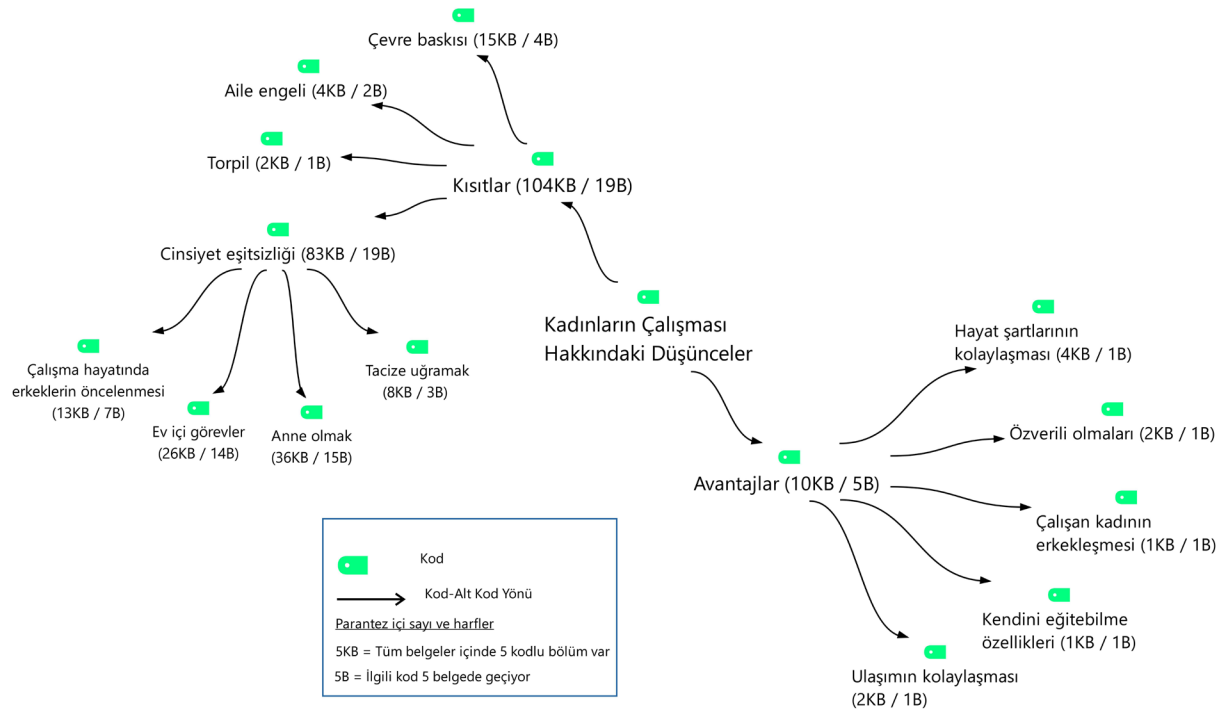 Çevre baskısı (15KB / 4B)
Aile engeli (4KB / 2B)
Torpil (2KB / 1B)
Kısıtlar (104KB / 19B)
Cinsiyet eşitsizliği (83KB / 19B)
Çalışma hayatında
erkeklerin öncelenmesi
(13KB / 7B)
Ev içi görevler
(26KB / 14B)
Anne olmak
(36KB / 15B)
Tacize uğramak
(8KB / 3B)
Kadınların Çalışması
Hakkındaki Düşünceler
Avantajlar (10KB / 5B)
Hayat şartlarının
kolaylaşması (4KB / 1B)
Özverili olmaları (2KB / 1B)
Çalışan kadının
erkekleşmesi (1KB / 1B)
Kendini eğitebilme
özellikleri (1KB / 1B)
Ulaşımın kolaylaşması
(2KB / 1B)
Kod
Kod-Alt Kod Yönü
Parantez içi sayı ve harfler
5KB = Tüm belgeler içinde 5 kodlu bölüm var
5B = İlgili kod 5 belgede geçiyor